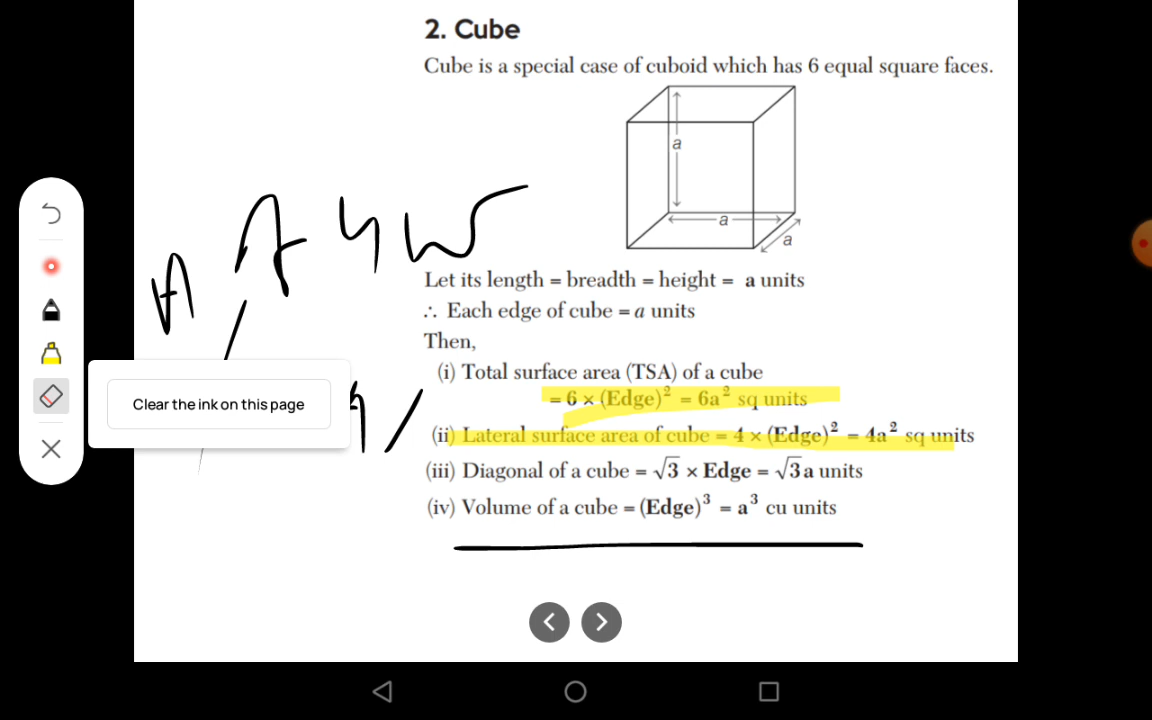 2. Cube
Cube is a special case of cuboid which has 6 equal square faces.
a
a
a
Let its length = breadth = height = a units
∴ Each edge of cube = a units
Then,
(i) Total surface area (TSA) of a cube
= 6 × (Edge)² = 6a² sq units
(ii) Lateral surface area of cube = 4 × (Edge)² = 4a² sq units
(iii) Diagonal of a cube = √3 × Edge = √3a units
(iv) Volume of a cube = (Edge)³ = a³ cu units
Clear the ink on this page